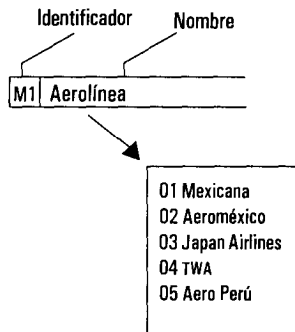 Identificador Nombre
M1 Aerolínea
01 Mexicana
02 Aeroméxico
03 Japan Airlines
04 TWA
05 Aero Perú